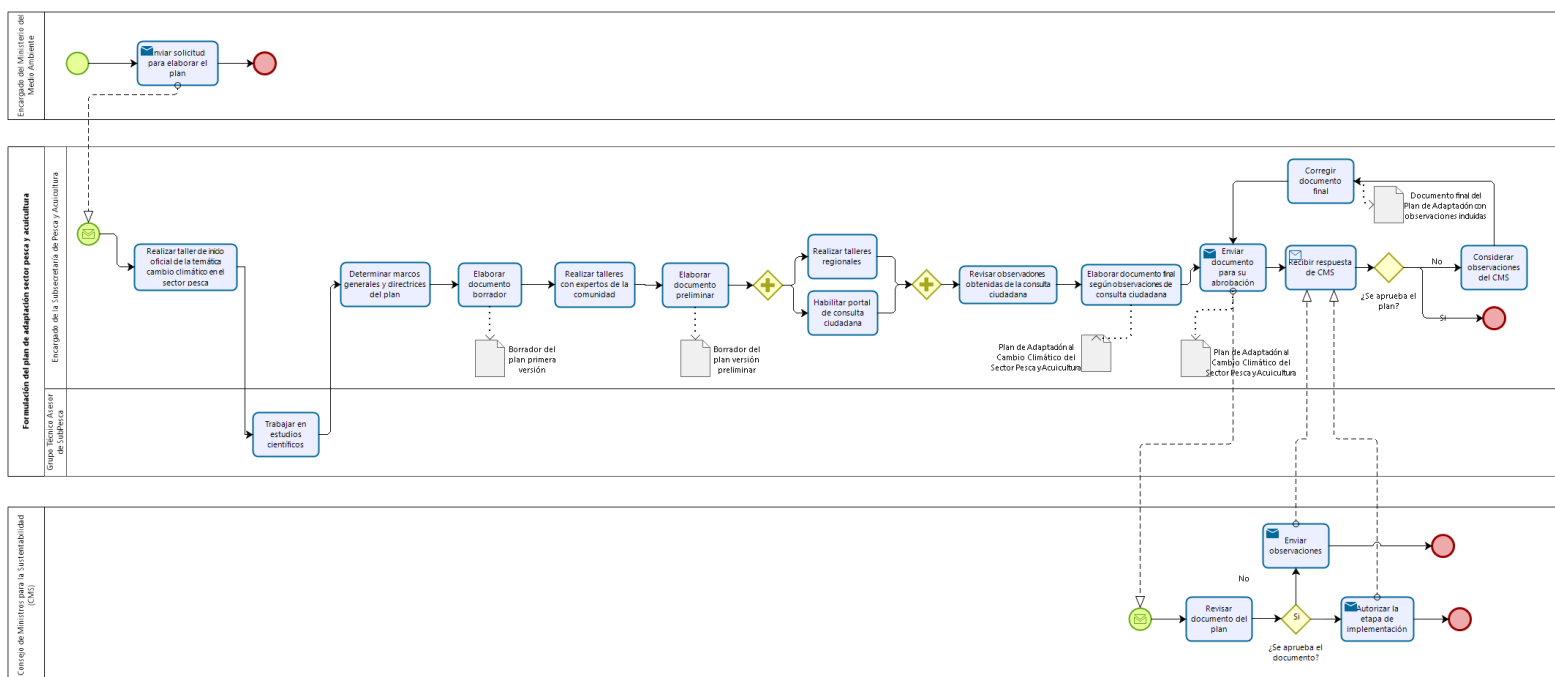 Encargado del Ministerio del
Medio Ambiente
nviar solicitud
para elaborar el
plan
Formulación del plan de adaptación sector pesca y acuicultura
Encargado de la Subsecretaría de Pesca y Acuicultura
Realizar taller de inicio
oficial de la temática
cambio climático en el
sector pesca
Determinar marcos
generales y directrices
del plan
Elaborar
documento
borrador
Borrador del
plan primera
versión
Realizar talleres
con expertos de la
comunidad
Elaborar
documento
preliminar
Borrador del
plan versión
preliminar
Realizar talleres
regionales
Habilitar portal
de consulta
ciudadana
Revisar observaciones
obtenidas de la consulta
ciudadana
Elaborar documento final
según observaciones de
consulta ciudadana
Plan de Adaptación al
Cambio Climático del
Sector Pesca y Acuicultura
Enviar
documento
para su
abrobación
Plan de Adaptación al
Cambio Climático del
Sector Pesca y Acuicultura
Corregir
documento
final
Documento final del
Plan de Adaptación con
observaciones incluidas
Recibir respuesta
de CMS
¿Se aprueba el
plan?
No
Si
Considerar
observaciones
del CMS
Grupo Técnico Asesor
de SubPesca
Trabajar en
estudios
científicos
Consejo de Ministros para la Sustentabilidad
(CMS)
Revisar
documento del
plan
Si
¿Se aprueba el
documento?
No
Enviar
observaciones
Autorizar la
etapa de
implementación